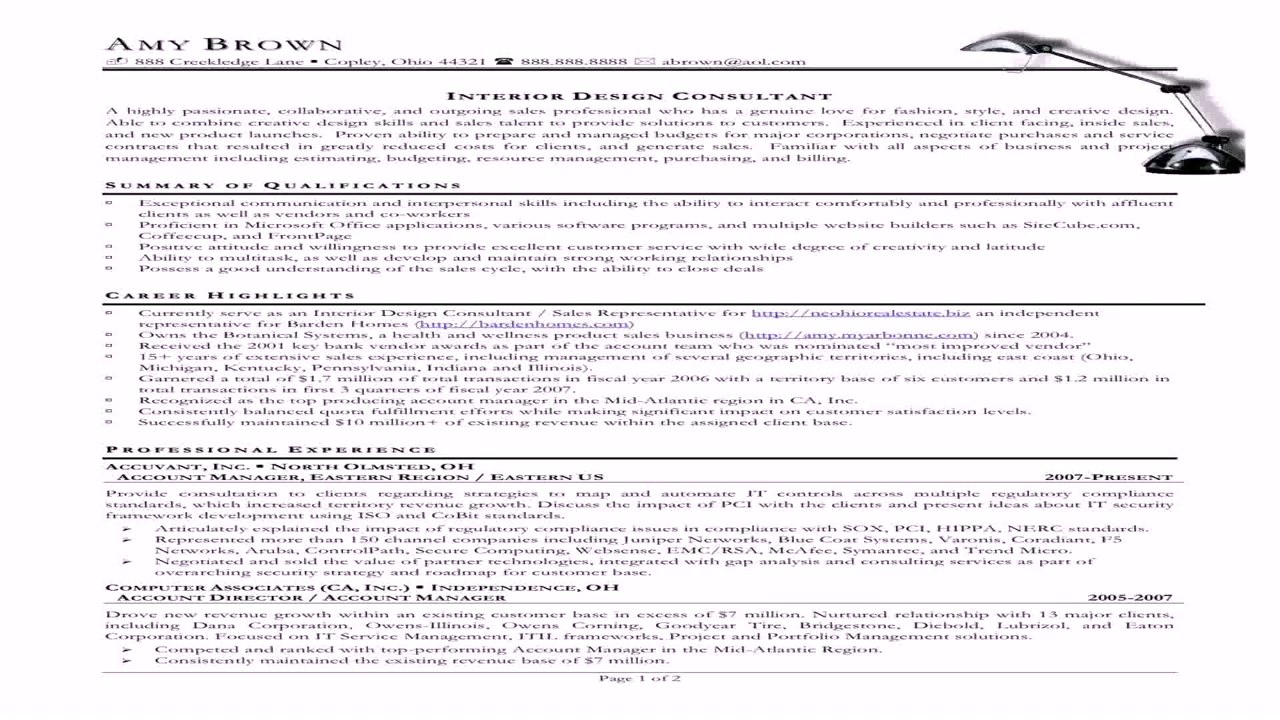 AMY BROWN
888 Creekledge Lane • Copley, Ohio 44321 ☎ 888.888.8888 ✉ abrown@aol.com
INTERIOR DESIGN CONSULTANT
A highly passionate, collaborative, and outgoing sales professional who has a genuine love for fashion, style, and creative design.
Able to combine creative design skills and sales talent to provide solutions to customers. Experienced in client facing, inside sales,
and new product launches. Proven ability to prepare and managed budgets for major corporations, negotiate purchases and service
contracts that resulted in greatly reduced costs for clients, and generate sales. Familiar with all aspects of business and project
management including estimating, budgeting, resource management, purchasing, and billing.
SUMMARY OF QUALIFICATIONS
Exceptional communication and interpersonal skills including the ability to interact comfortably and professionally with affluent
clients as well as vendors and co-workers
Proficient in Microsoft Office applications, various software programs, and multiple website builders such as SiteCube.com,
Coffeecup, and FrontPage
Positive attitude and willingness to provide excellent customer service with wide degree of creativity and latitude
Ability to multitask, as well as develop and maintain strong working relationships
Possess a good understanding of the sales cycle, with the ability to close deals
CAREER HIGHLIGHTS
Currently serve as an Interior Design Consultant / Sales Representative for http://neohiorealestate.biz an independent
representative for Barden Homes (http://bardenhomes.com)
Owns the Botanical Systems, a health and wellness product sales business (http://amy.myarbonne.com) since 2004.
Received the 2001 key bank vendor awards as part of the account team who was nominated “most improved vendor”
15+ years of extensive sales experience, including management of several geographic territories, including east coast (Ohio,
Michigan, Kentucky, Pennsylvania, Indiana and Illinois).
Garnered a total of $1.7 million of total transactions in fiscal year 2006 with a territory base of six customers and $1.2 million in
total transactions in first 3 quarters of fiscal year 2007.
Recognized as the top producing account manager in the Mid-Atlantic region in CA, Inc.
Consistently balanced quota fulfillment efforts while making significant impact on customer satisfaction levels.
Successfully maintained $10 million+ of existing revenue within the assigned client base.
PROFESSIONAL EXPERIENCE
ACCUVANT, INC. • NORTH OLMSTED, OH
ACCOUNT MANAGER, EASTERN REGION / EASTERN US 2007-PRESENT
Provide consultation to clients regarding strategies to map and automate IT controls across multiple regulatory compliance
standards, which increased territory revenue growth. Discuss the impact of PCI with the clients and present ideas about IT security
framework development using ISO and CoBit standards.
➢ Articulately explained the impact of regulatory compliance issues in compliance with SOX, PCI, HIPPA, NERC standards.
➢ Represented more than 150 channel companies including Juniper Networks, Blue Coat Systems, Varonis, Coradiant, F5
Networks, Aruba, ControlPath, Secure Computing, Websense, EMC/RSA, McAfee, Symantec, and Trend Micro.
➢ Negotiated and sold the value of partner technologies, integrated with gap analysis and consulting services as part of
overarching security strategy and roadmap for customer base.
COMPUTER ASSOCIATES (CA, INC.) • INDEPENDENCE, OH
ACCOUNT DIRECTOR / ACCOUNT MANAGER 2005-2007
Drove new revenue growth within an existing customer base in excess of $7 million. Nurtured relationship with 13 major clients,
including Dana Corporation, Owens-Illinois, Owens Corning, Goodyear Tire, Bridgestone, Diebold, Lubrizol, and Eaton
Corporation. Focused on IT Service Management, ITIL frameworks, Project and Portfolio Management solutions.
➢ Competed and ranked with top-performing Account Manager in the Mid-Atlantic Region.
➢ Consistently maintained the existing revenue base of $7 million.
Page 1 of 2